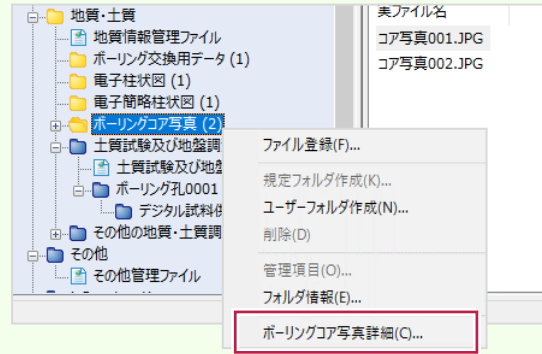 地質・土質
地質情報管理ファイル
ボーリング交換用データ (1)
電子柱状図 (1)
電子簡略柱状図 (1)
ボーリングコア写真 (2)
土質試験及び地盤調
土質試験及び地盤
ボーリング孔0001
デジタル試料供
その他の地質・土質調
その他
その他管理ファイル
実ファイル名
コア写真001.JPG
コア写真002.JPG
ファイル登録(F)...
規定フォルダ作成(K)...
ユーザーフォルダ作成(N)...
削除(D)
管理項目(O)...
フォルダ情報(E)...
ボーリングコア写真詳細(C)...